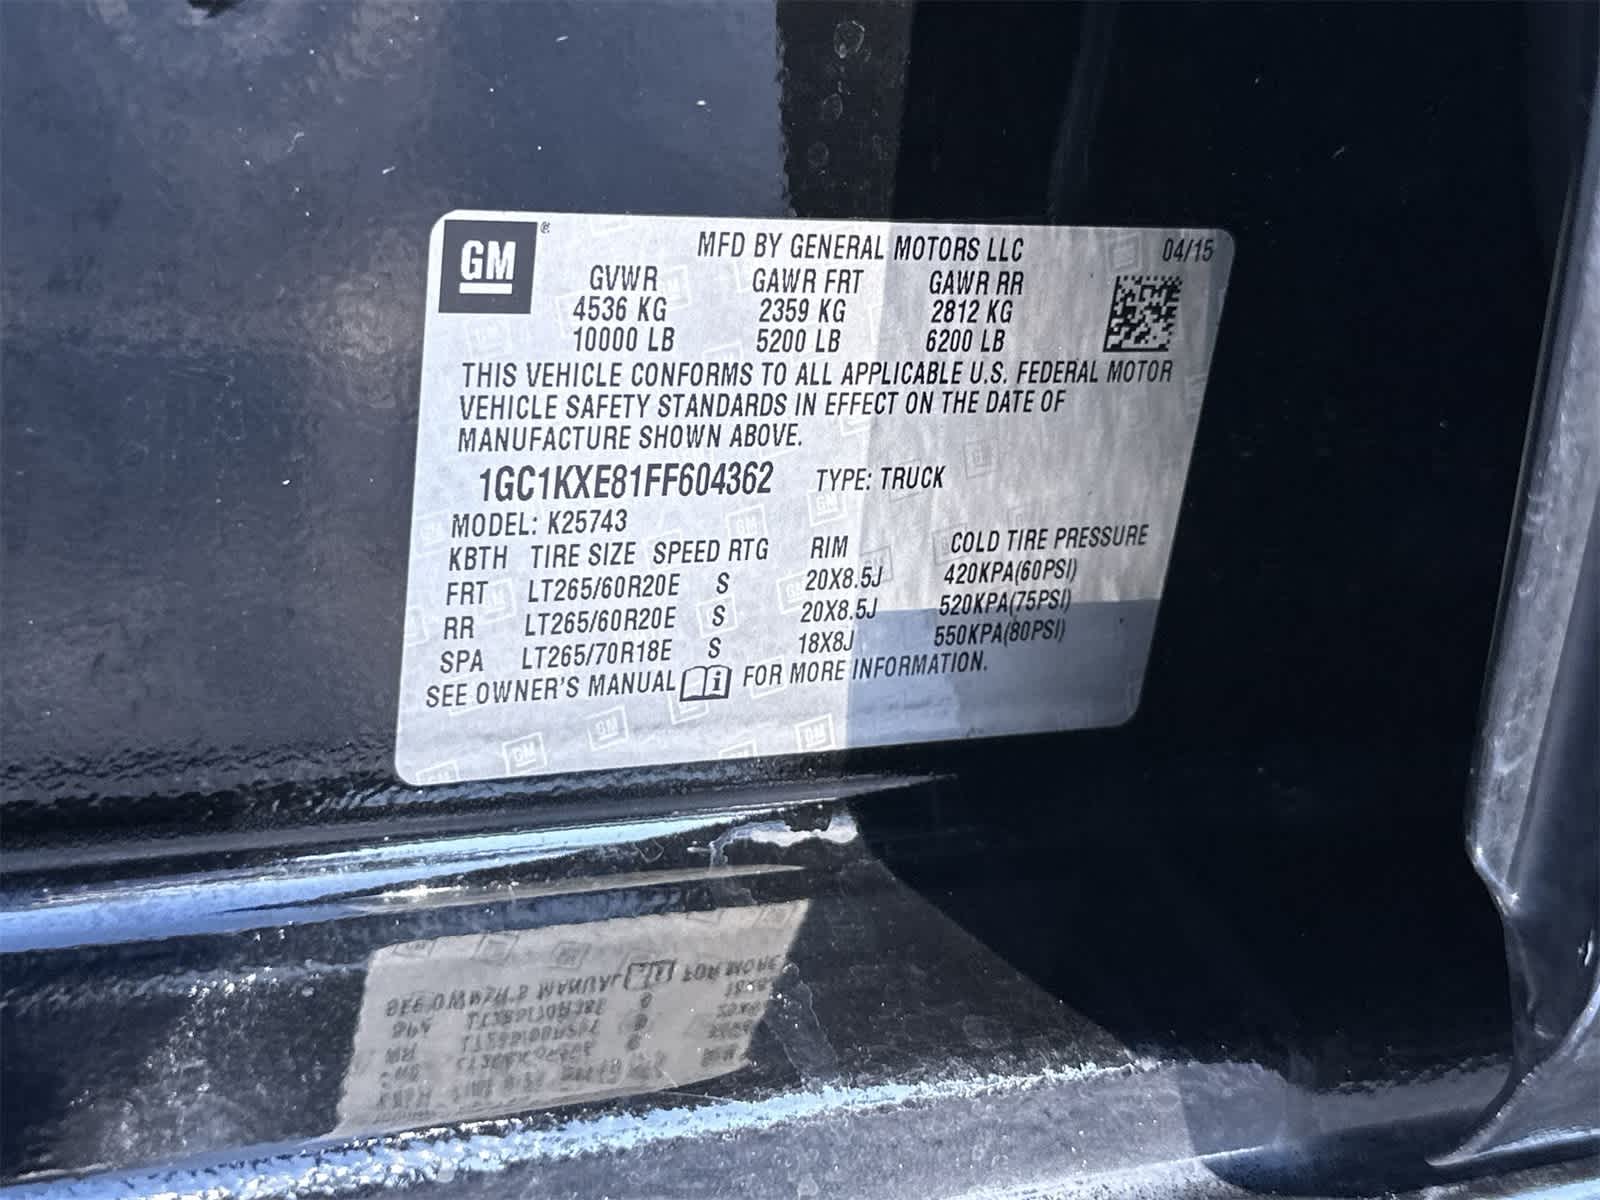 GM ®
MFD BY GENERAL MOTORS LLC 04/15
GVWR GAWR FRT GAWR RR
4536 KG 2359 KG 2812 KG
10000 LB 5200 LB 6200 LB
THIS VEHICLE CONFORMS TO ALL APPLICABLE U.S. FEDERAL MOTOR
VEHICLE SAFETY STANDARDS IN EFFECT ON THE DATE OF
MANUFACTURE SHOWN ABOVE.
1GC1KXE81FF604362 TYPE: TRUCK
MODEL: K25743
KBTH TIRE SIZE SPEED RTG RIM COLD TIRE PRESSURE
FRT LT265/60R20E S 20X8.5J 420KPA(60PSI)
RR LT265/60R20E S 20X8.5J 520KPA(75PSI)
SPA LT265/70R18E S 18X8J 550KPA(80PSI)
SEE OWNER'S MANUAL i FOR MORE INFORMATION.